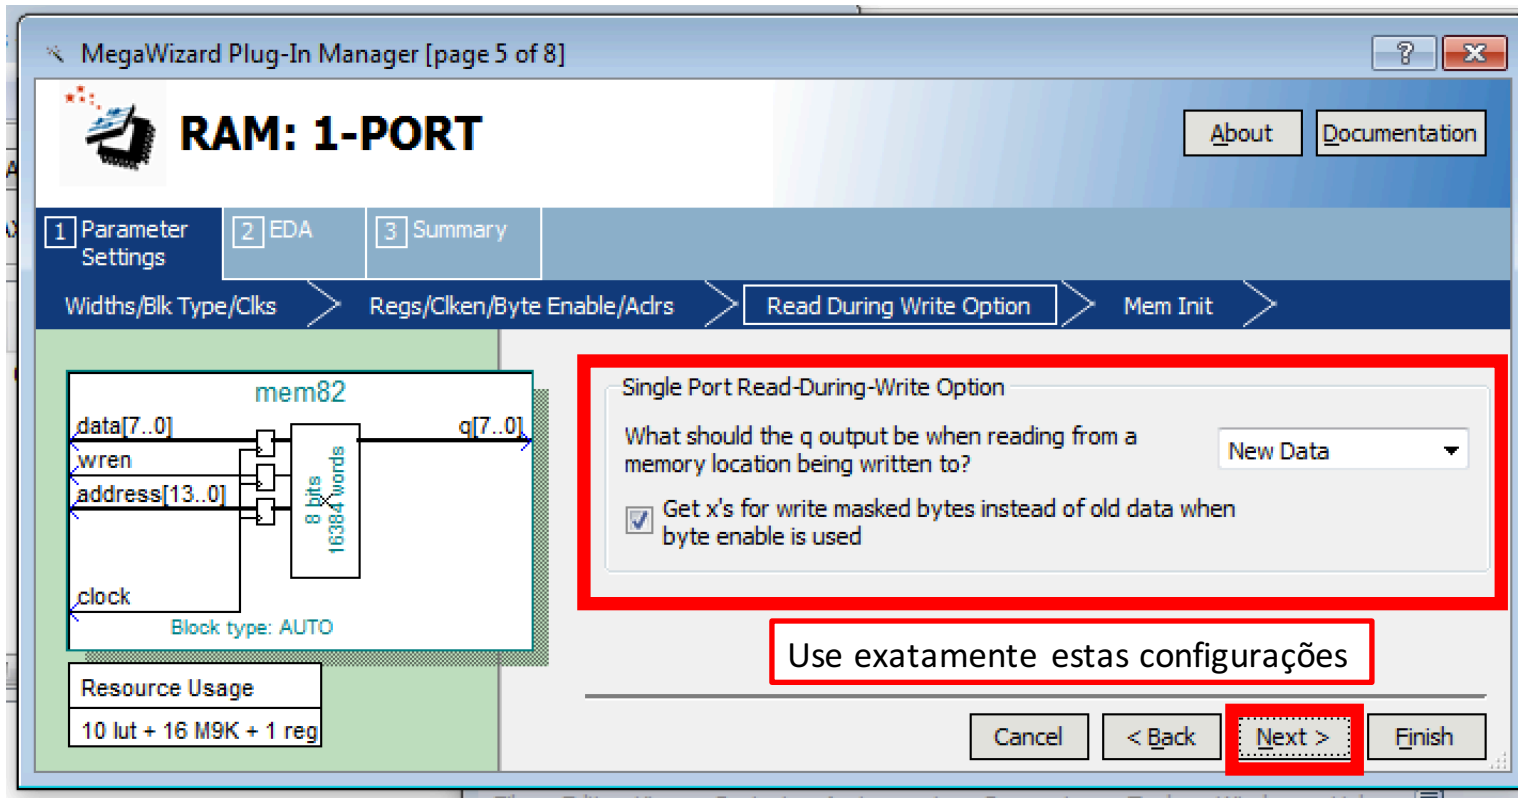 MegaWizard Plug-In Manager [page 5 of 8]
RAM: 1-PORT
About
Documentation
1 Parameter Settings
2 EDA
3 Summary
Widths/Blk Type/Clks
Regs/Clken/Byte Enable/Aclrs
Read During Write Option
Mem Init
mem82
data[7..0]
q[7..0]
wren
address[13..0]
8 bits
16384 words
clock
Block type: AUTO
Resource Usage
10 lut + 16 M9K + 1 reg
Single Port Read-During-Write Option
What should the q output be when reading from a
memory location being written to?
New Data
Get x's for write masked bytes instead of old data when
byte enable is used
Use exatamente estas configurações
Cancel
< Back
Next >
Finish